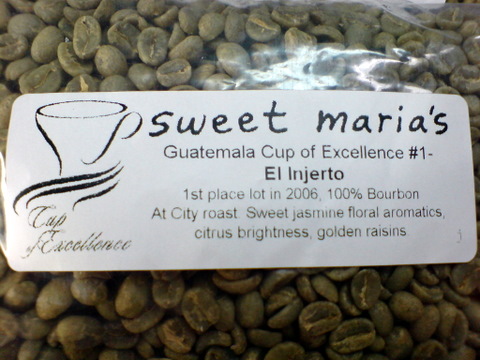 sweet maria's
Guatemala Cup of Excellence #1-
El Injerto
1st place lot in 2006, 100% Bourbon
At City roast Sweet jasmine floral aromatics,
citrus brightness, golden raisins
Cup
of Excellence